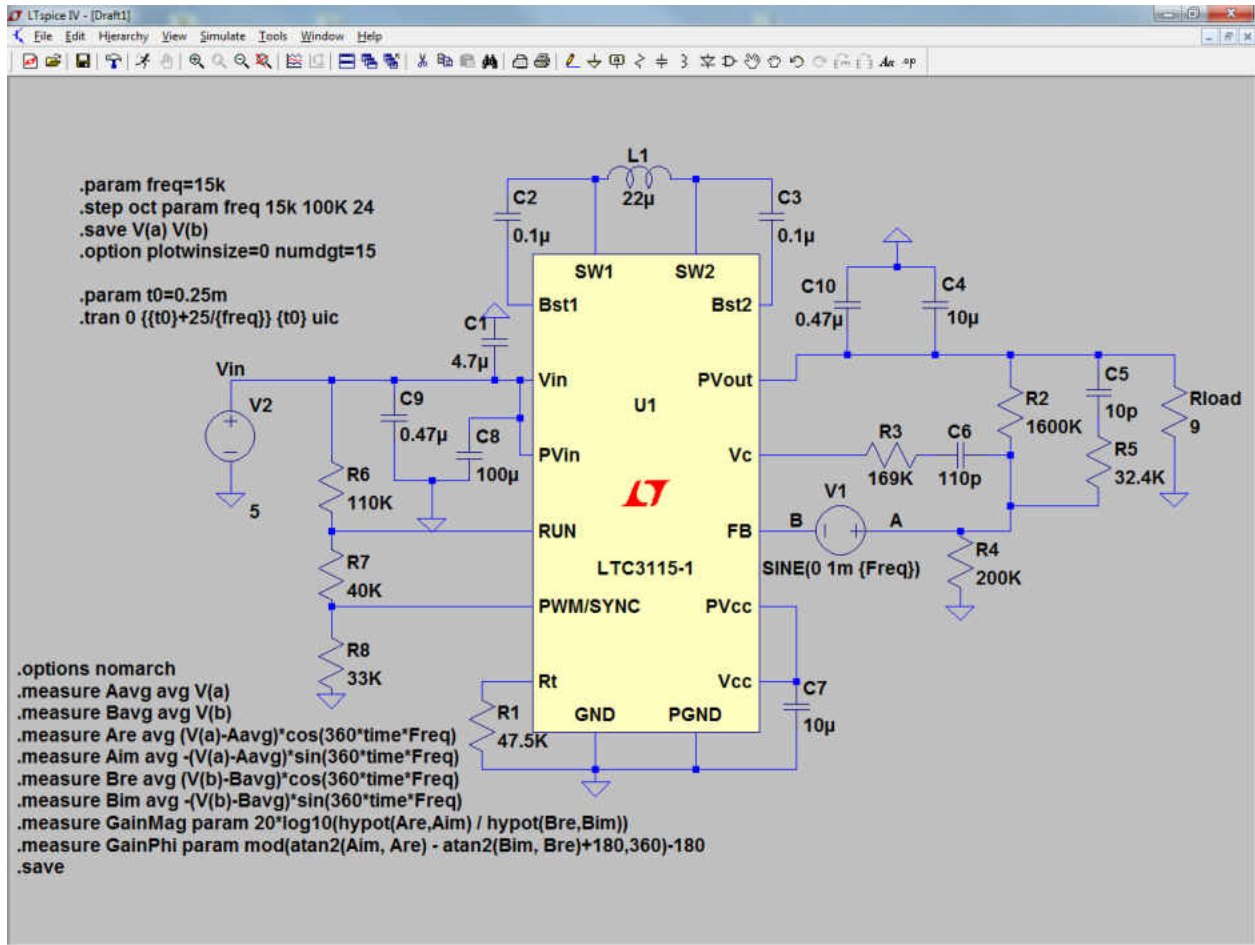 LTspice IV - [Draft1]
File Edit Hierarchy View Simulate Tools Window Help
Aa .op
.param freq=15k
.step oct param freq 15k 100K 24
.save V(a) V(b)
.option plotwinsize=0 numdgt=15
.param t0=0.25m
.tran 0 {{t0}+25/{freq}} {t0} uic
L1
22µ
C2
0.1µ
C3
0.1µ
SW1
SW2
Bst1
Bst2
C10
0.47µ
C4
10µ
C1
4.7µ
Vin
V2
5
Vin
PVout
U1
C9
0.47µ
C8
100µ
PVin
Vc
R3
169K
C6
110p
R2
1600K
C5
10p
R5
32.4K
Rload
9
R6
110K
V1
B
A
SINE(0 1m {Freq})
RUN
FB
LTC3115-1
R4
200K
R7
40K
PWM/SYNC
PVcc
R8
33K
Rt
Vcc
C7
10µ
R1
47.5K
GND
PGND
.options nomarch
.measure Aavg avg V(a)
.measure Bavg avg V(b)
.measure Are avg (V(a)-Aavg)*cos(360*time*Freq)
.measure Aim avg -(V(a)-Aavg)*sin(360*time*Freq)
.measure Bre avg (V(b)-Bavg)*cos(360*time*Freq)
.measure Bim avg -(V(b)-Bavg)*sin(360*time*Freq)
.measure GainMag param 20*log10(hypot(Are,Aim) / hypot(Bre,Bim))
.measure GainPhi param mod(atan2(Aim, Are) - atan2(Bim, Bre)+180,360)-180
.save